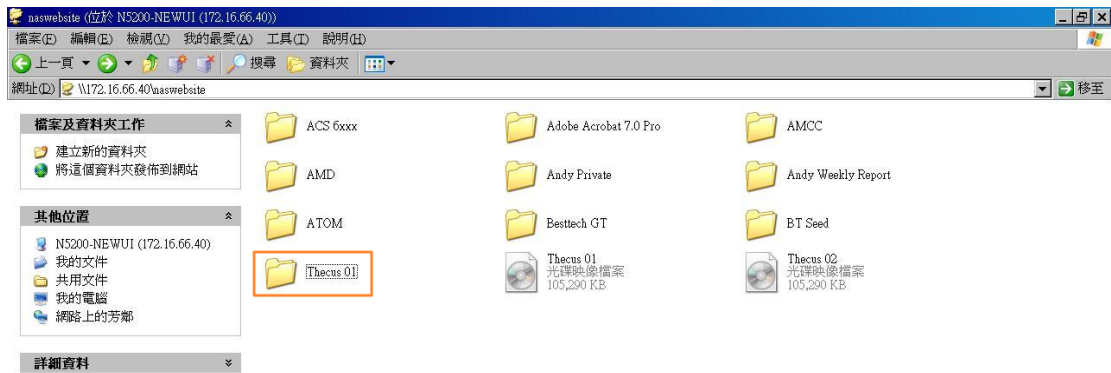 naswebsite (位於 N5200-NEWUI (172.16.66.40))
檔案(F) 編輯(E) 檢視(V) 我的最愛(A) 工具(T) 說明(H)
上一頁 搜尋 資料夾
網址(D) \\172.16.66.40\naswebsite 移至
檔案及資料夾工作
建立新的資料夾
將這個資料夾發佈到網站
其他位置
N5200-NEWUI (172.16.66.40)
我的文件
共用文件
我的電腦
網路上的芳鄰
詳細資料
ACS 6xxx
Adobe Acrobat 7.0 Pro
AMCC
AMD
Andy Private
Andy Weekly Report
ATOM
Besttech GT
BT Seed
Thecus 01
Thecus 01
光碟映像檔案
105,290 KB
Thecus 02
光碟映像檔案
105,290 KB